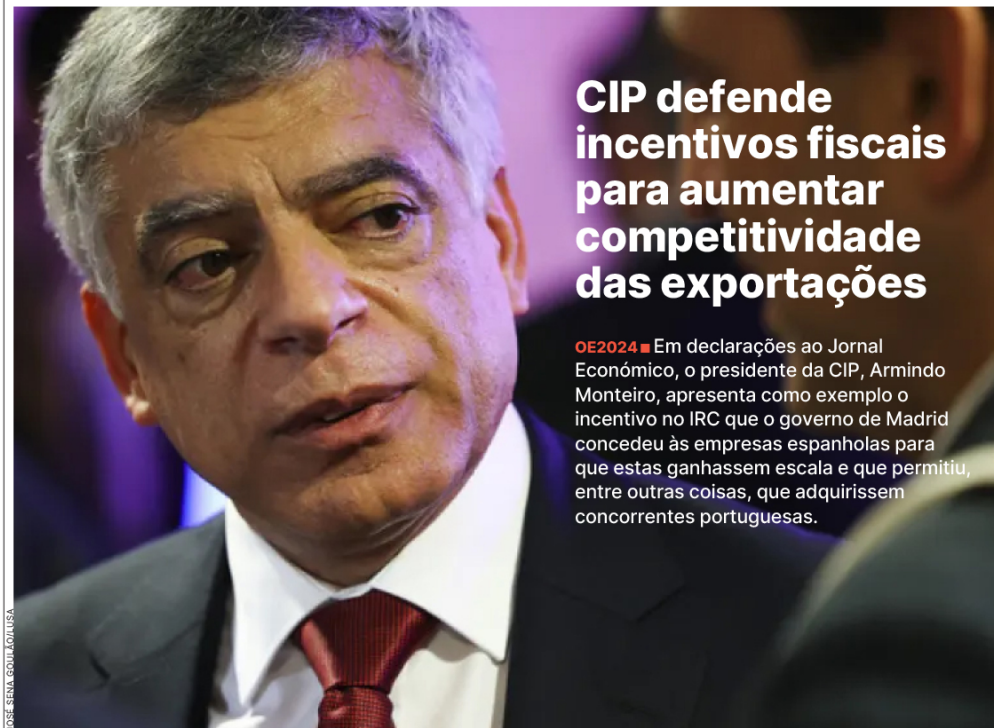 CIP defende
incentivos fiscais
para aumentar
competitividade
das exportações
OE2024 ■ Em declarações ao Jornal
Económico, o presidente da CIP, Armindo
Monteiro, apresenta como exemplo o
incentivo no IRC que o governo de Madrid
concedeu às empresas espanholas para
que estas ganhassem escala e que permitiu,
entre outras coisas, que adquirissem
concorrentes portuguesas.
JOSÉ SENA GOULÃO/LUSA